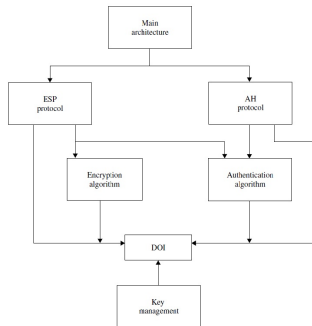 Main
architecture
ESP
protocol
AH
protocol
Encryption
algorithm
Authentication
algorithm
DOI
Key
management